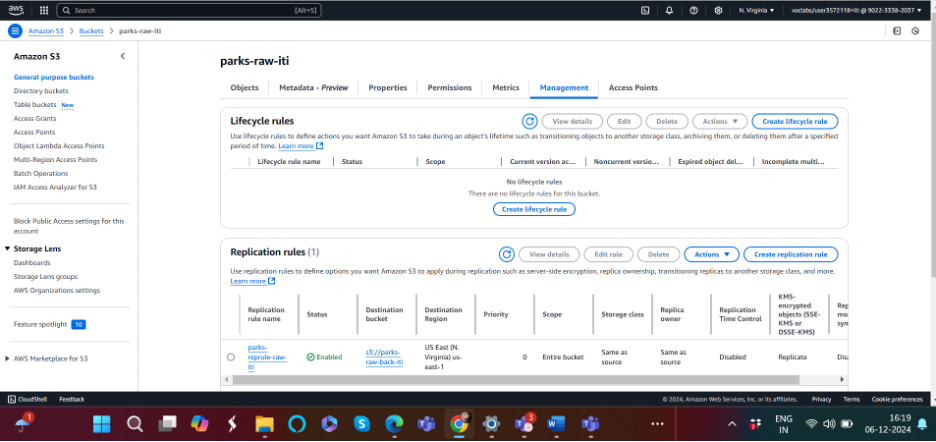 aws
Search
[Alt+S]
N. Virginia
voclabs/user3572118=iti @ 9022-3338-2037
Amazon S3 > Buckets > parks-raw-iti
Amazon S3
General purpose buckets
Directory buckets
Table buckets New
Access Grants
Access Points
Object Lambda Access Points
Multi-Region Access Points
Batch Operations
IAM Access Analyzer for S3
Block Public Access settings for this
account
Storage Lens
Dashboards
Storage Lens groups
AWS Organizations settings
Feature spotlight 10
AWS Marketplace for S3
parks-raw-iti
Objects Metadata - Preview Properties Permissions Metrics Management Access Points
Lifecycle rules
View details Edit Delete Actions Create lifecycle rule
Use lifecycle rules to define actions you want Amazon S3 to take during an object's lifetime such as transitioning objects to another storage class, archiving them, or deleting them after a specified
period of time. Learn more
Lifecycle rule name Status Scope Current version ac... Noncurrent versio... Expired object del... Incomplete multi...
No lifecycle rules
There are no lifecycle rules for this bucket.
Create lifecycle rule
Replication rules (1)
View details Edit rule Delete Actions Create replication rule
Use replication rules to define options you want Amazon S3 to apply during replication such as server-side encryption, replica ownership, transitioning replicas to another storage class, and more.
Learn more
Replication
rule name
Status
Destination
bucket
Destination
Region
Priority
Scope
Storage class
Replica
owner
Replication
Time Control
KMS-
encrypted
objects (SSE-
KMS or
DSSE-KMS)
Rep
mo
syn
parks-
reprule-raw-
iti
Enabled
s3://parks-
raw-back-iti
US East (N.
Virginia) us-
east-1
0
Entire bucket
Same as
source
Same as
source
Disabled
Replicate
Dis
CloudShell Feedback
© 2024, Amazon Web Services, Inc. or its affiliates. Privacy Terms Cookie preferences
1
3
ENG
IN
16:19
06-12-2024